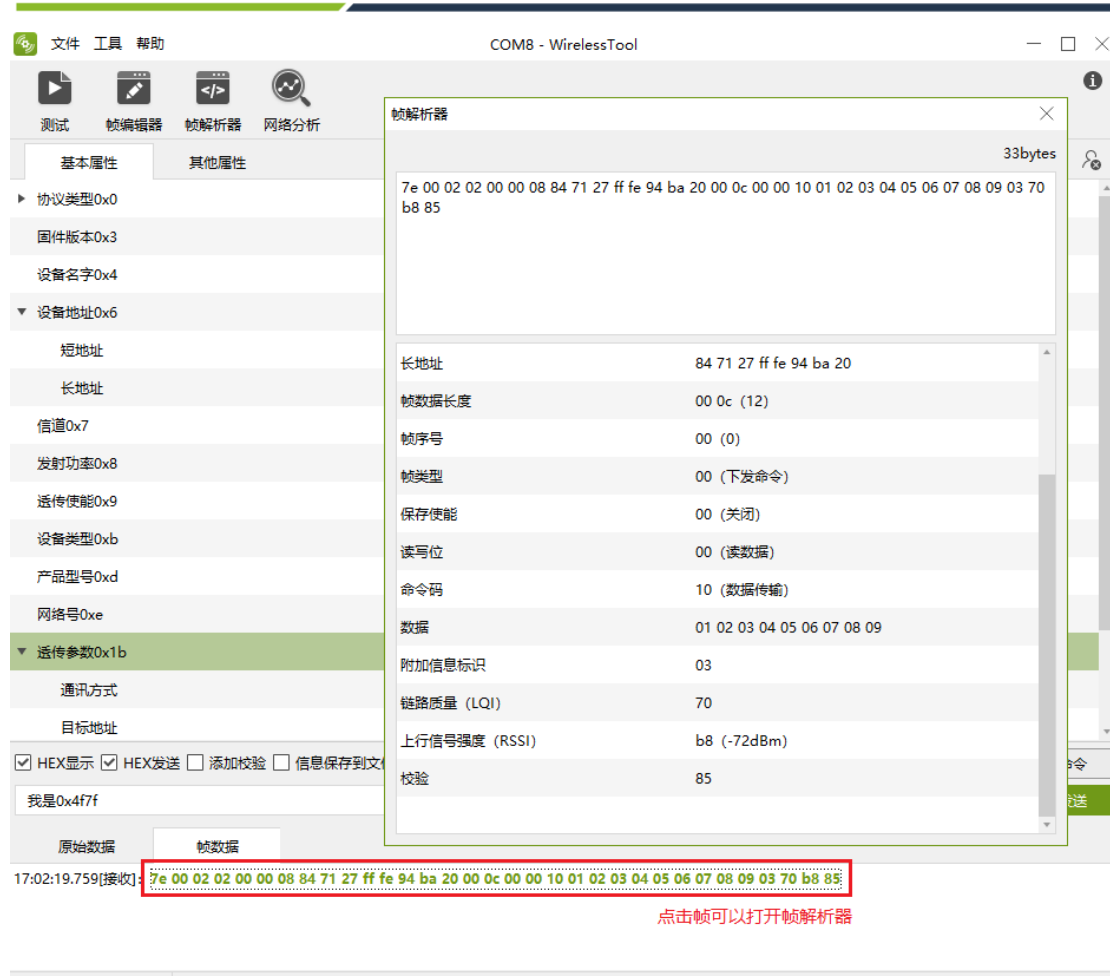 文件 工具 帮助
COM8 - WirelessTool
测试 帧编辑器 帧解析器 网络分析
基本属性 其他属性
协议类型0x0
固件版本0x3
设备名字0x4
设备地址0x6
短地址
长地址
信道0x7
发射功率0x8
透传使能0x9
设备类型0xb
产品型号0xd
网络号0xe
透传参数0x1b
通讯方式
目标地址
帧解析器
33bytes
7e 00 02 02 00 00 08 84 71 27 ff fe 94 ba 20 00 0c 00 00 10 01 02 03 04 05 06 07 08 09 03 70
b8 85
长地址 84 71 27 ff fe 94 ba 20
帧数据长度 00 0c（12）
帧序号 00（0）
帧类型 00（下发命令）
保存使能 00（关闭）
读写位 00（读数据）
命令码 10（数据传输）
数据 01 02 03 04 05 06 07 08 09
附加信息标识 03
链路质量（LQI） 70
上行信号强度（RSSI） b8（-72dBm）
校验 85
HEX显示 HEX发送 添加校验 信息保存到文 令
我是0x4f7f 送
原始数据 帧数据
17:02:19.759[接收]: 7e 00 02 02 00 00 08 84 71 27 ff fe 94 ba 20 00 0c 00 00 10 01 02 03 04 05 06 07 08 09 03 70 b8 85
点击帧可以打开帧解析器